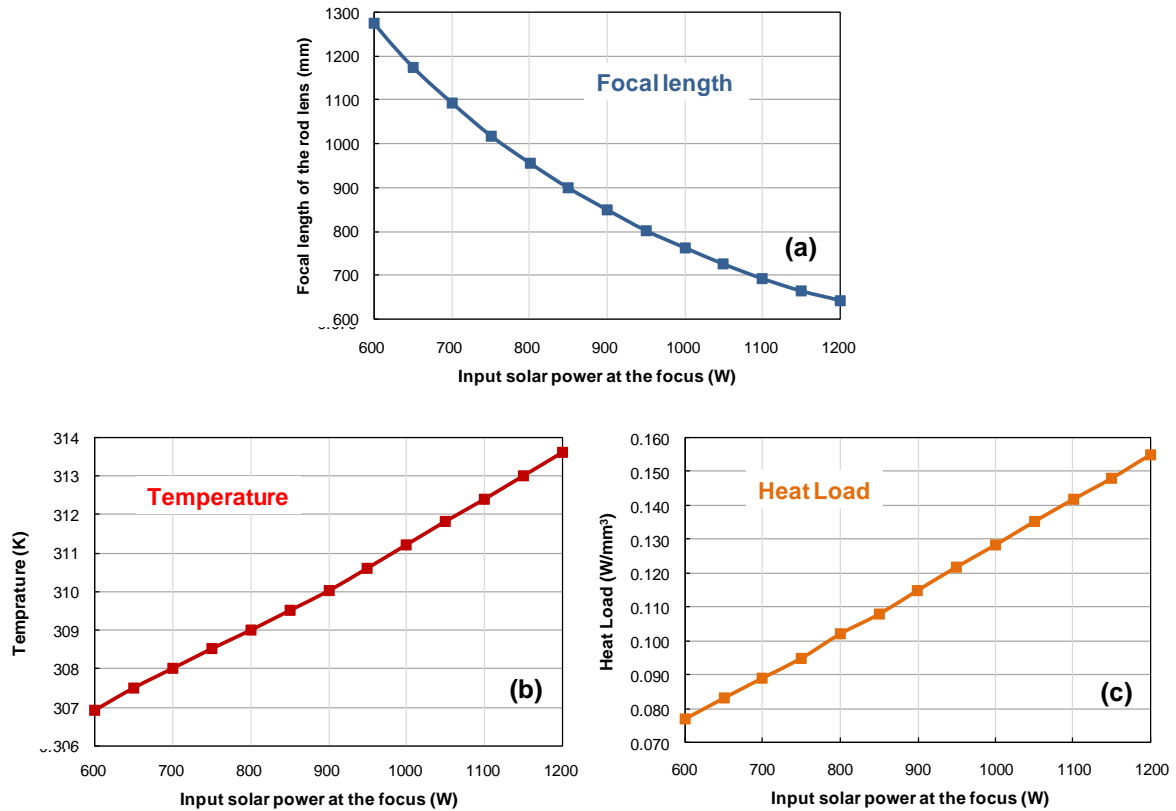 1300
1200
1100
1000
900
800
700
600
Focal length of the rod lens (mm)
Focal length
(a)
600 700 800 900 1000 1100 1200
Input solar power at the focus (W)
314
313
312
311
310
309
308
307
306
Temprature (K)
Temperature
(b)
600 700 800 900 1000 1100 1200
Input solar power at the focus (W)
0.160
0.150
0.140
0.130
0.120
0.110
0.100
0.090
0.080
0.070
Heat Load (W/mm³)
Heat Load
(c)
600 700 800 900 1000 1100 1200
Input solar power at the focus (W)